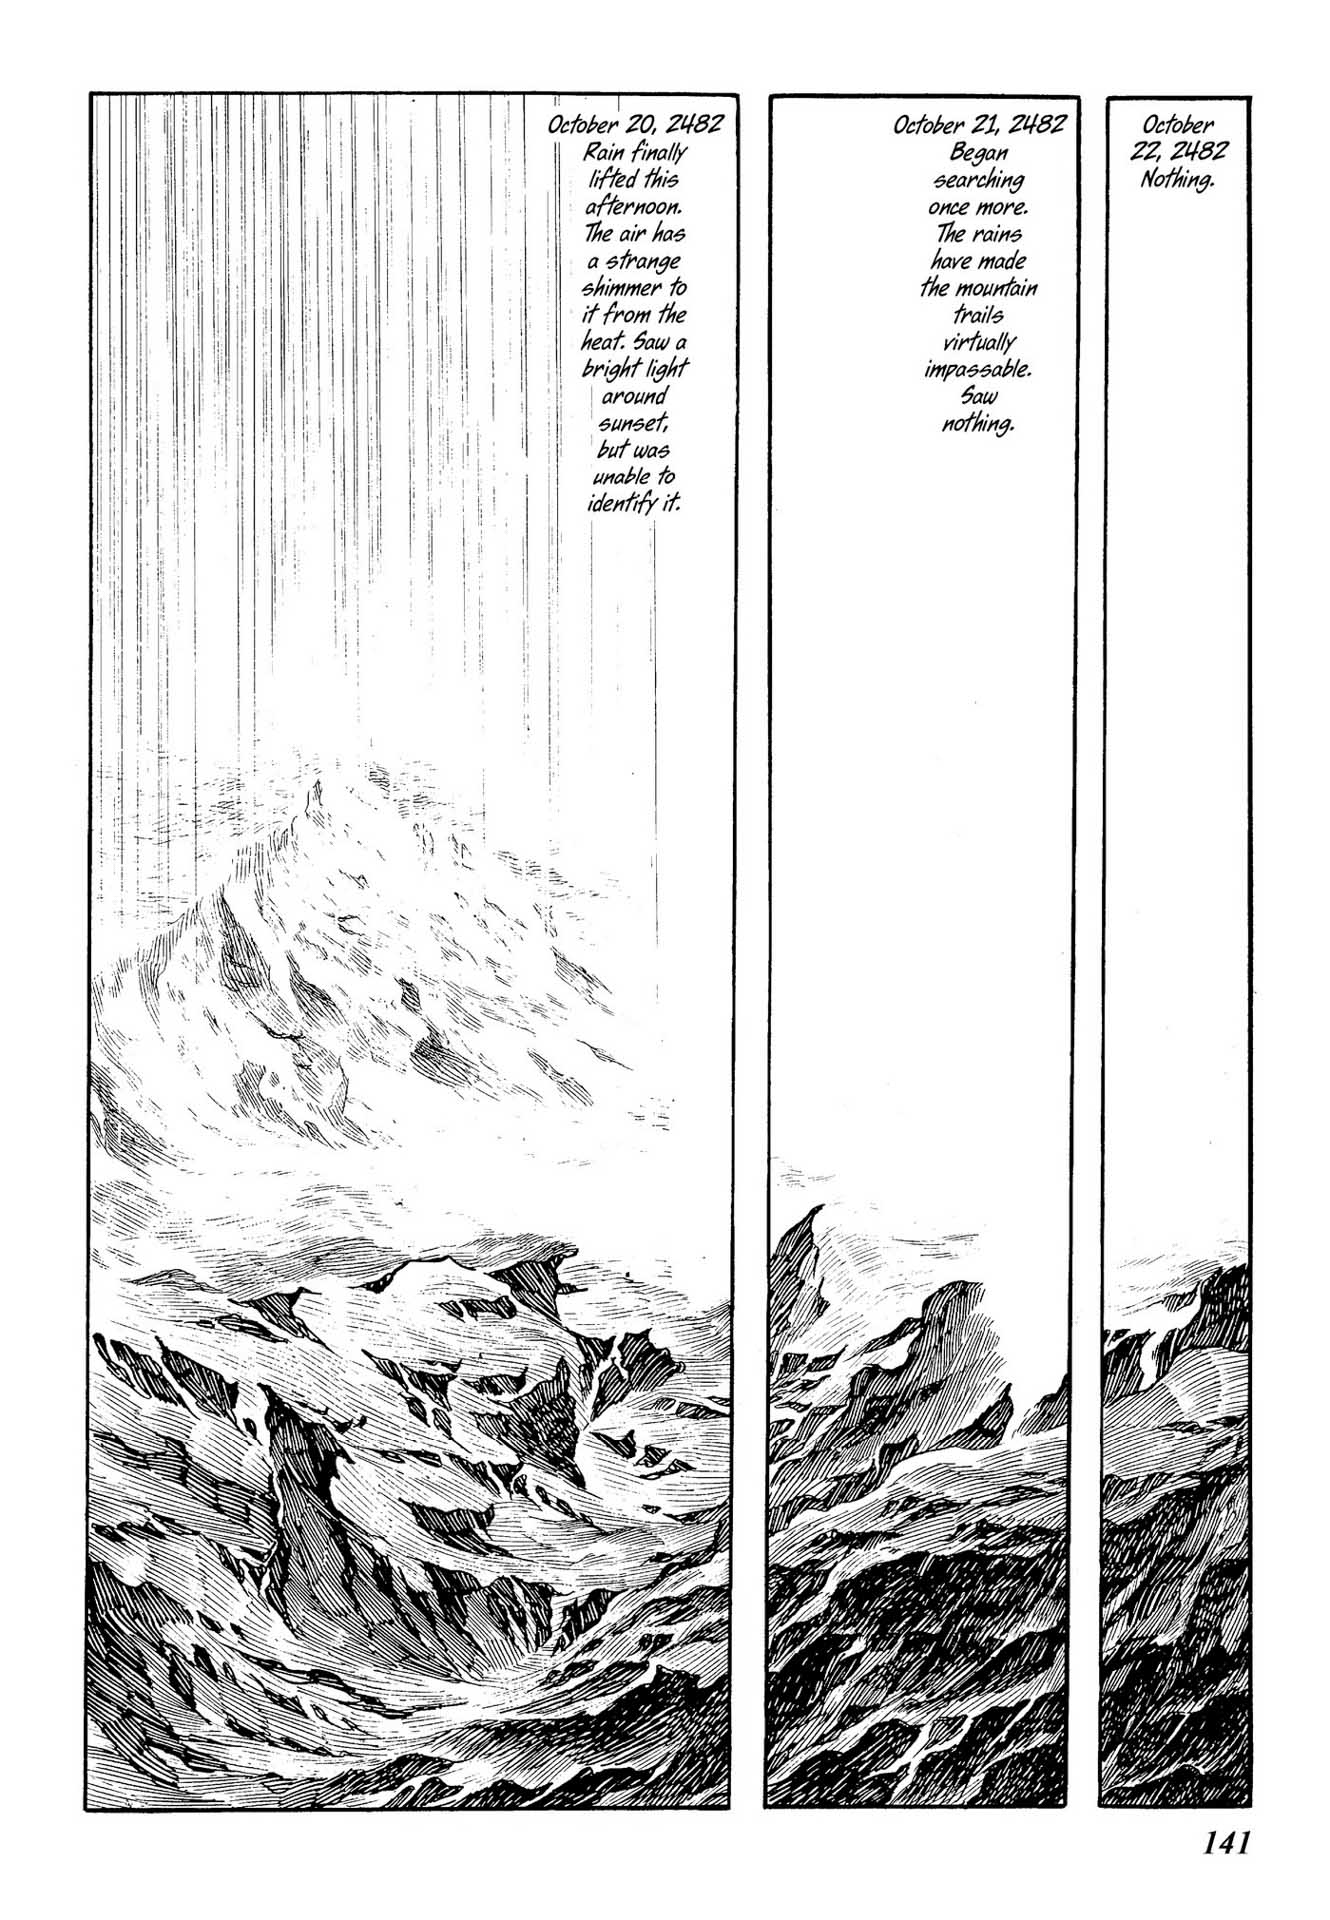 October 20, 2482
Rain finally
lifted this
afternoon.
The air has
a strange
shimmer to
it from the
heat. Saw a
bright light
around
sunset,
but was
unable to
identify it.
October 21, 2482
Began
searching
once more.
The rains
have made
the mountain
trails
virtually
impassable.
Saw
nothing.
October
22, 2482
Nothing.
141